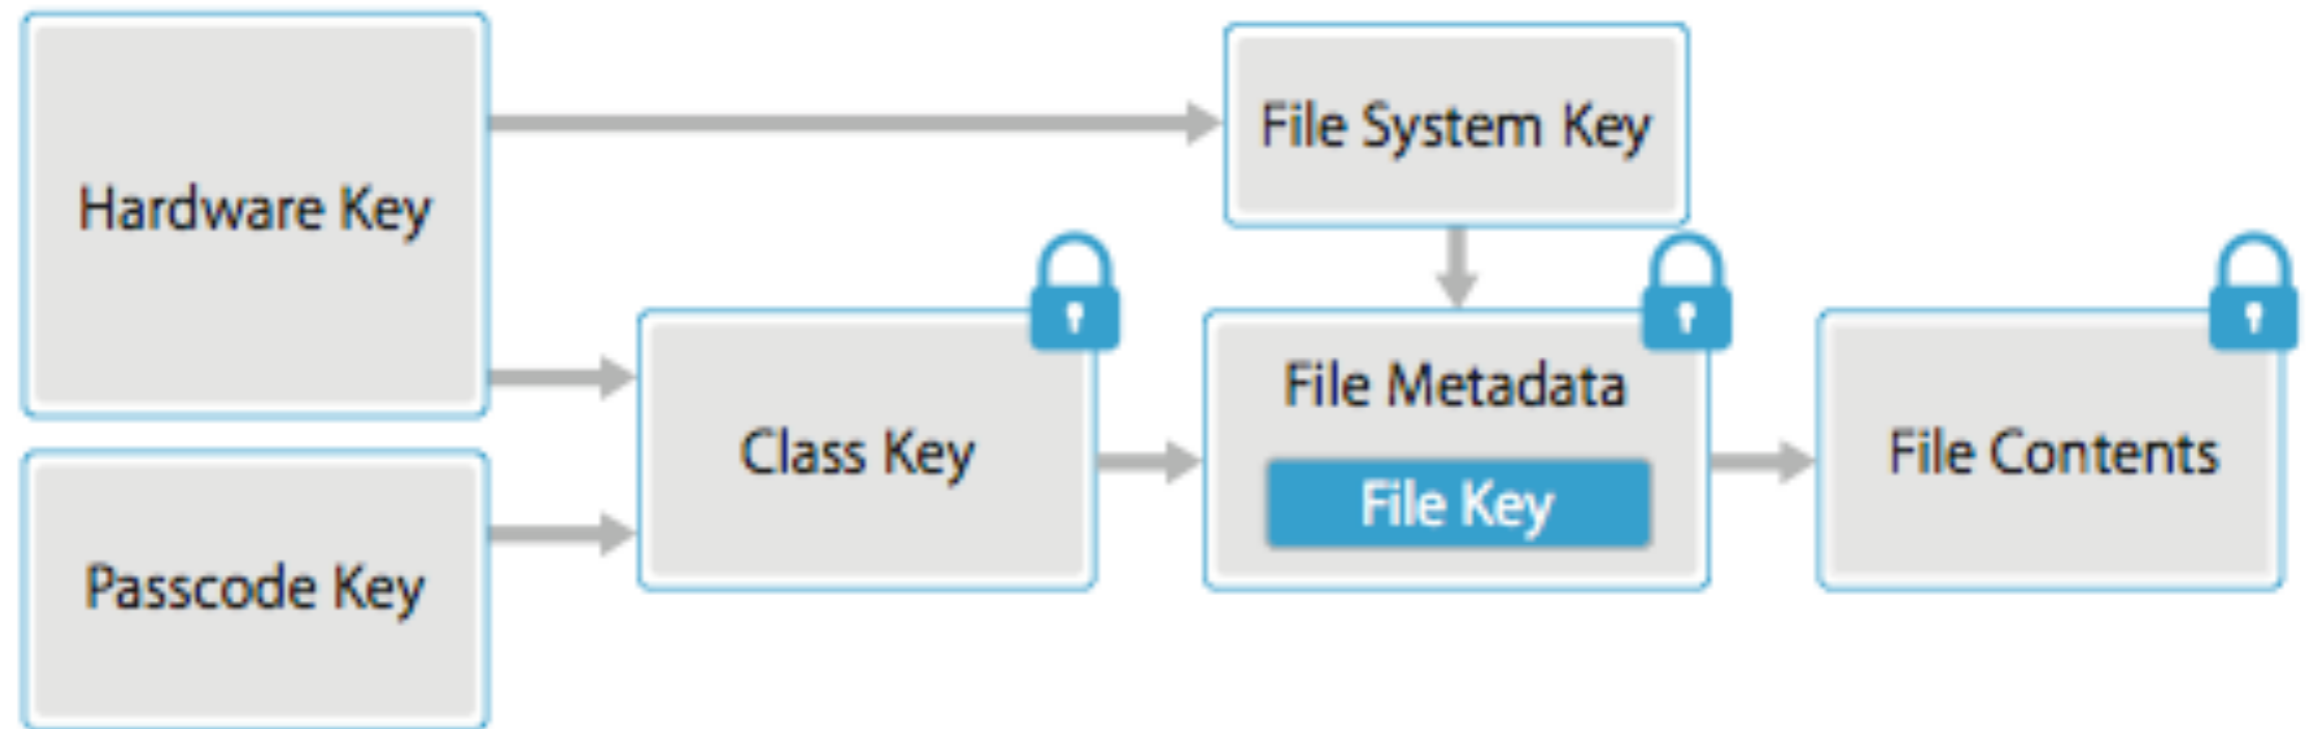 Hardware Key
File System Key
Class Key
File Metadata
File Key
File Contents
Passcode Key